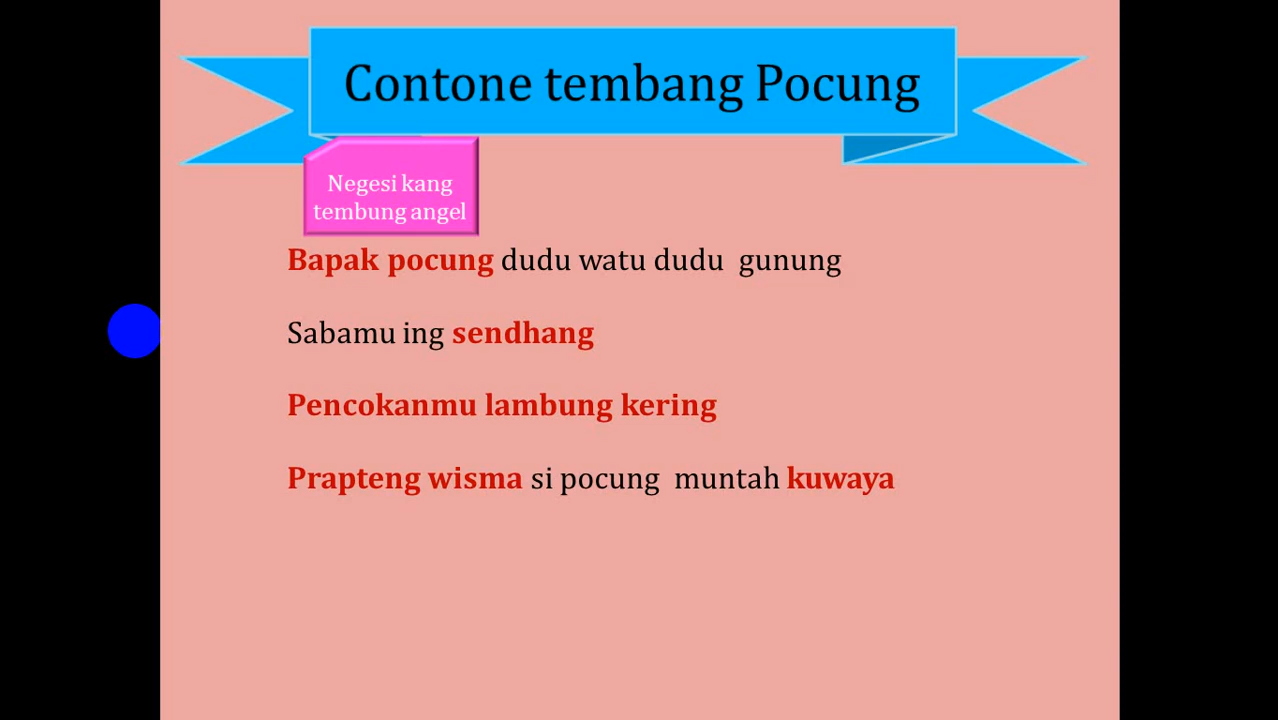 Contone tembang Pocung
Negesi kang
tembung angel
Bapak pocung dudu watu dudu gunung
Sabamu ing sendhang
Pencokanmu lambung kering
Prapteng wisma si pocung muntah kuwaya